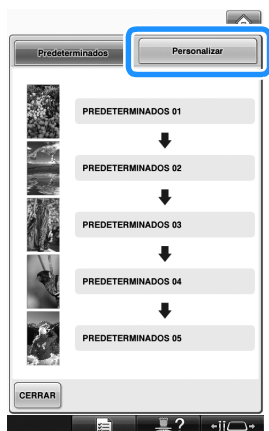 Predeterminados
Personalizar
PREDETERMINADOS 01
PREDETERMINADOS 02
PREDETERMINADOS 03
PREDETERMINADOS 04
PREDETERMINADOS 05
CERRAR
?